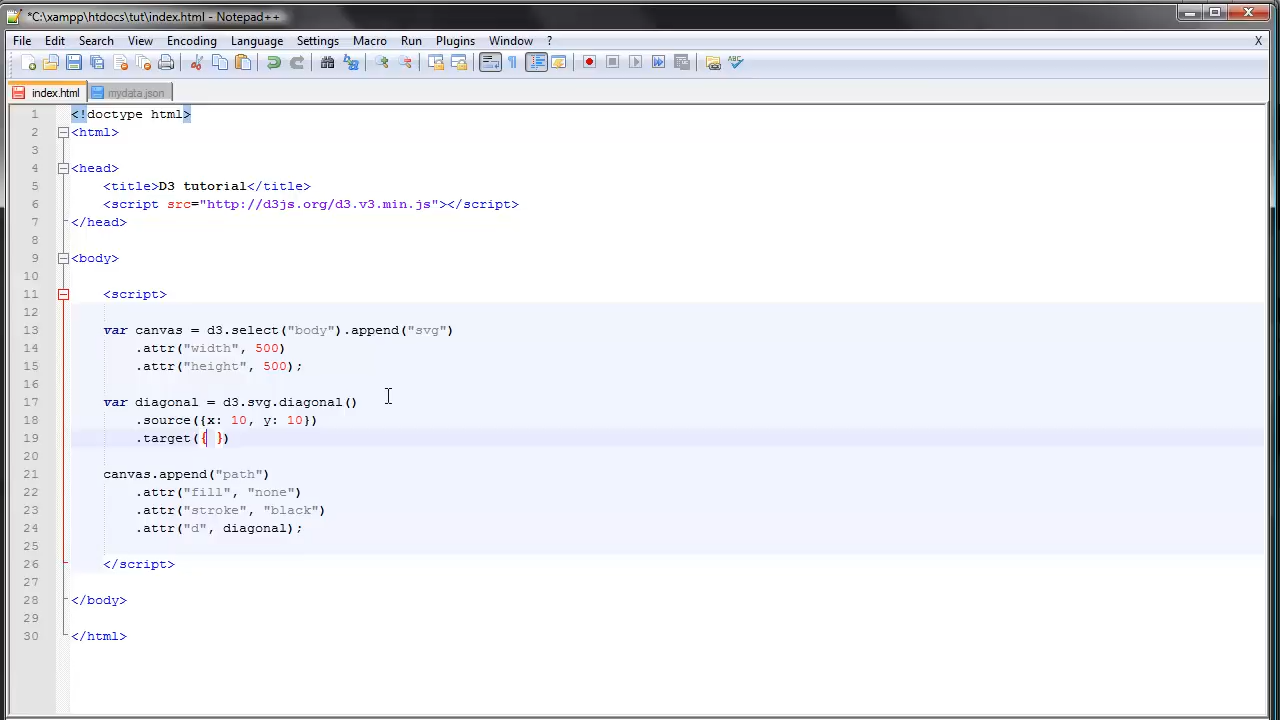 *C:\xampp\htdocs\tut\index.html - Notepad++
File Edit Search View Encoding Language Settings Macro Run Plugins Window ? X
index.html mydata.json
1 <!doctype html>
2 <html>
3
4 <head>
5 <title>D3 tutorial</title>
6 <script src="http://d3js.org/d3.v3.min.js"></script>
7 </head>
8
9 <body>
10
11 <script>
12
13 var canvas = d3.select("body").append("svg")
14 .attr("width", 500)
15 .attr("height", 500);
16
17 var diagonal = d3.svg.diagonal()
18 .source({x: 10, y: 10})
19 .target({ })
20
21 canvas.append("path")
22 .attr("fill", "none")
23 .attr("stroke", "black")
24 .attr("d", diagonal);
25
26 </script>
27
28 </body>
29
30 </html>